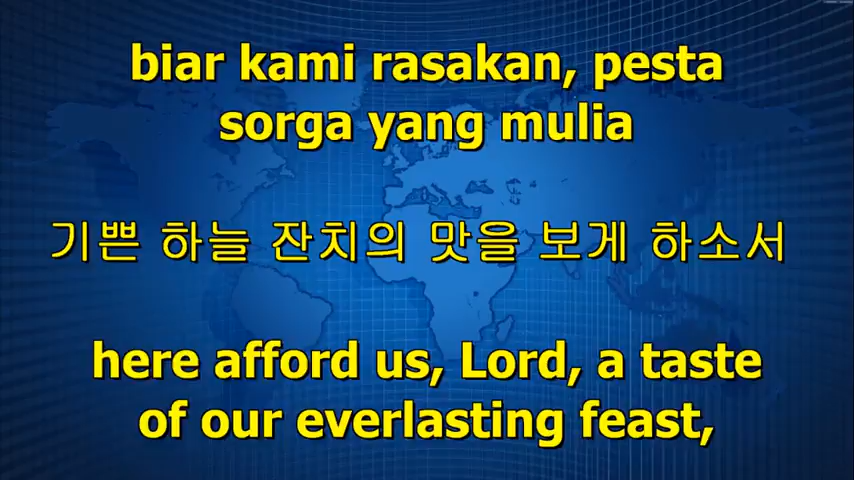 biar kami rasakan, pesta
sorga yang mulia
기쁜 하늘 잔치의 맛을 보게 하소서
here afford us, Lord, a taste
of our everlasting feast,